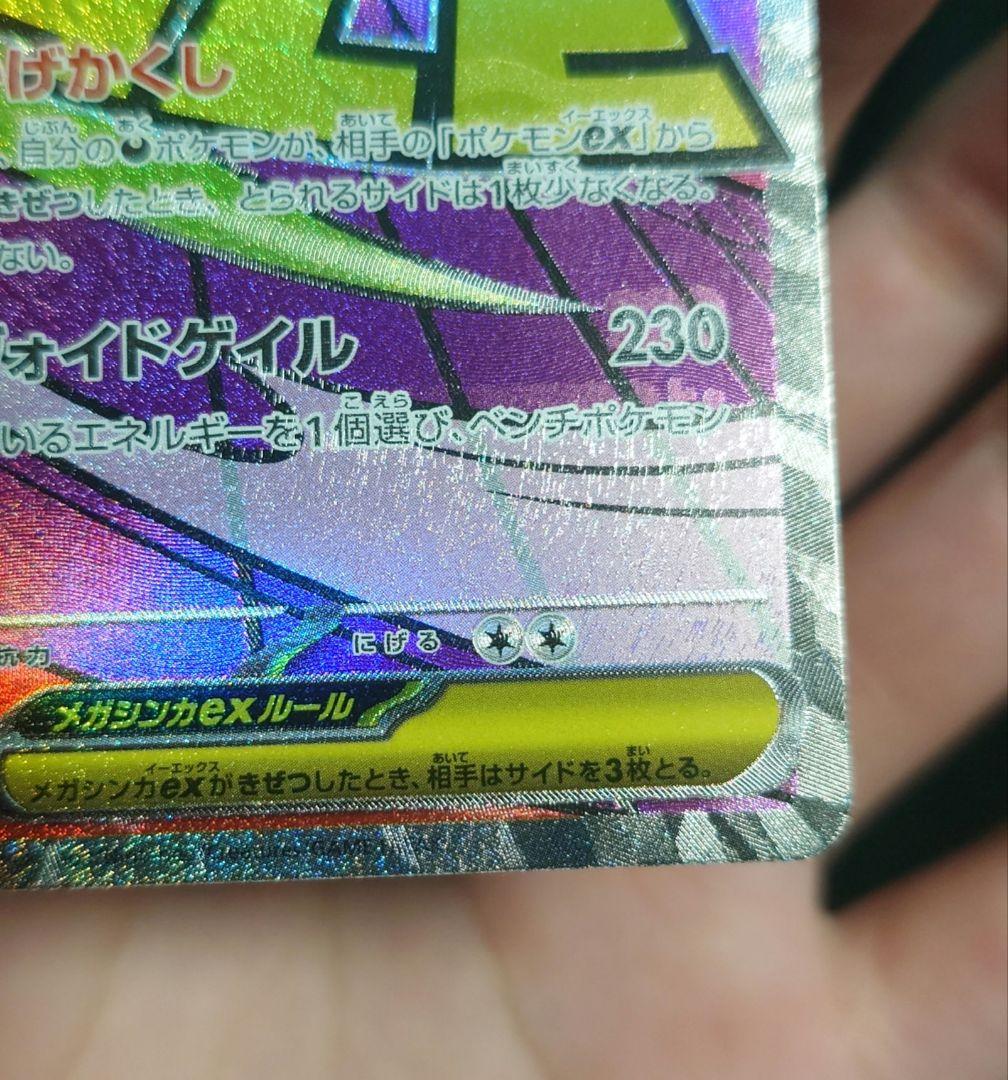 げかくし
、自分のポケモンが、相手の「ポケモンex」から
きぜつしたとき、とられるサイドは1枚少なくなる。
ない。
ォイドゲイル 230
いるエネルギーを1個選び、ベンチポケモン
抗力 にげる
メガシンカexルール
メガシンカexがきぜつしたとき、相手はサイドを3枚とる。